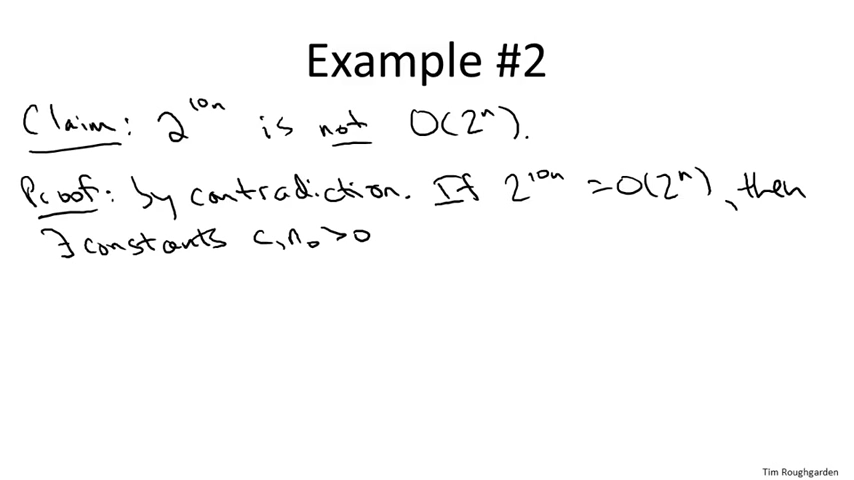 Example #2
Claim: 2^10n is not O(2^n).
Proof: by contradiction. If 2^10n = O(2^n), then
∃ constants c, n₀ > 0
Tim Roughgarden